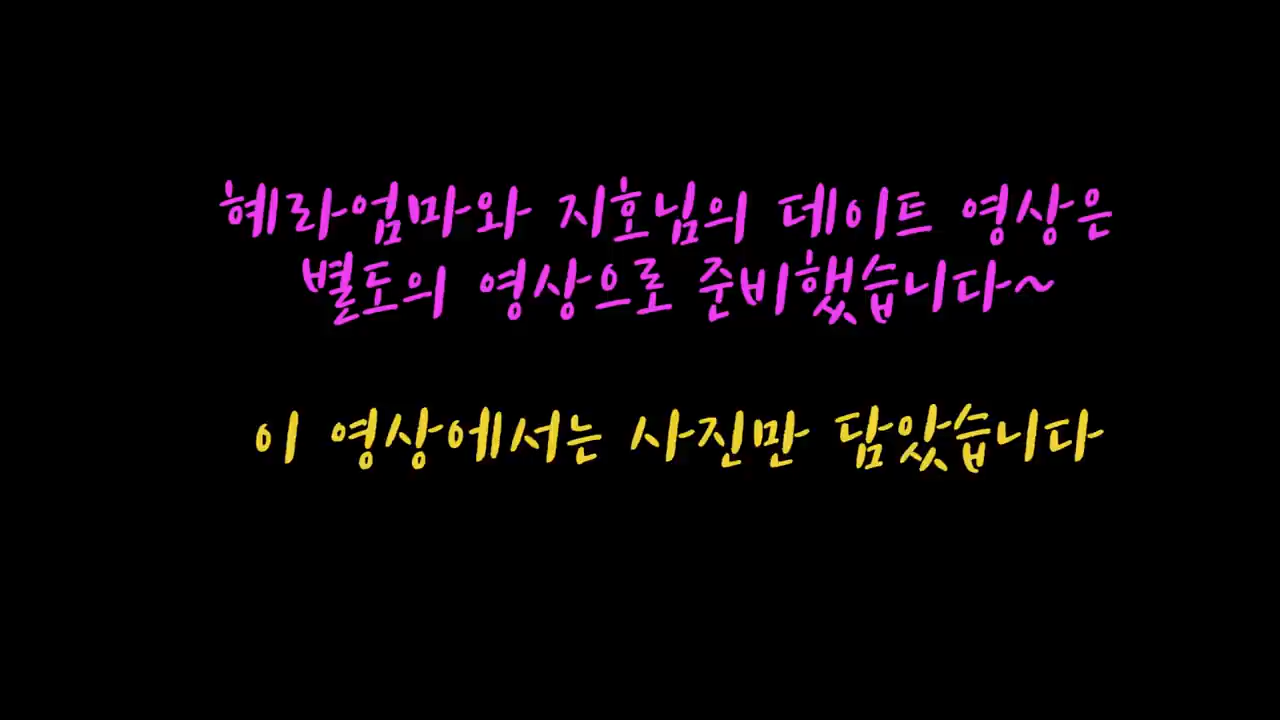 혜라엄마와 지호님의 데이트 영상은
별도의 영상으로 준비했습니다~
이 영상에서는 사진만 담았습니다